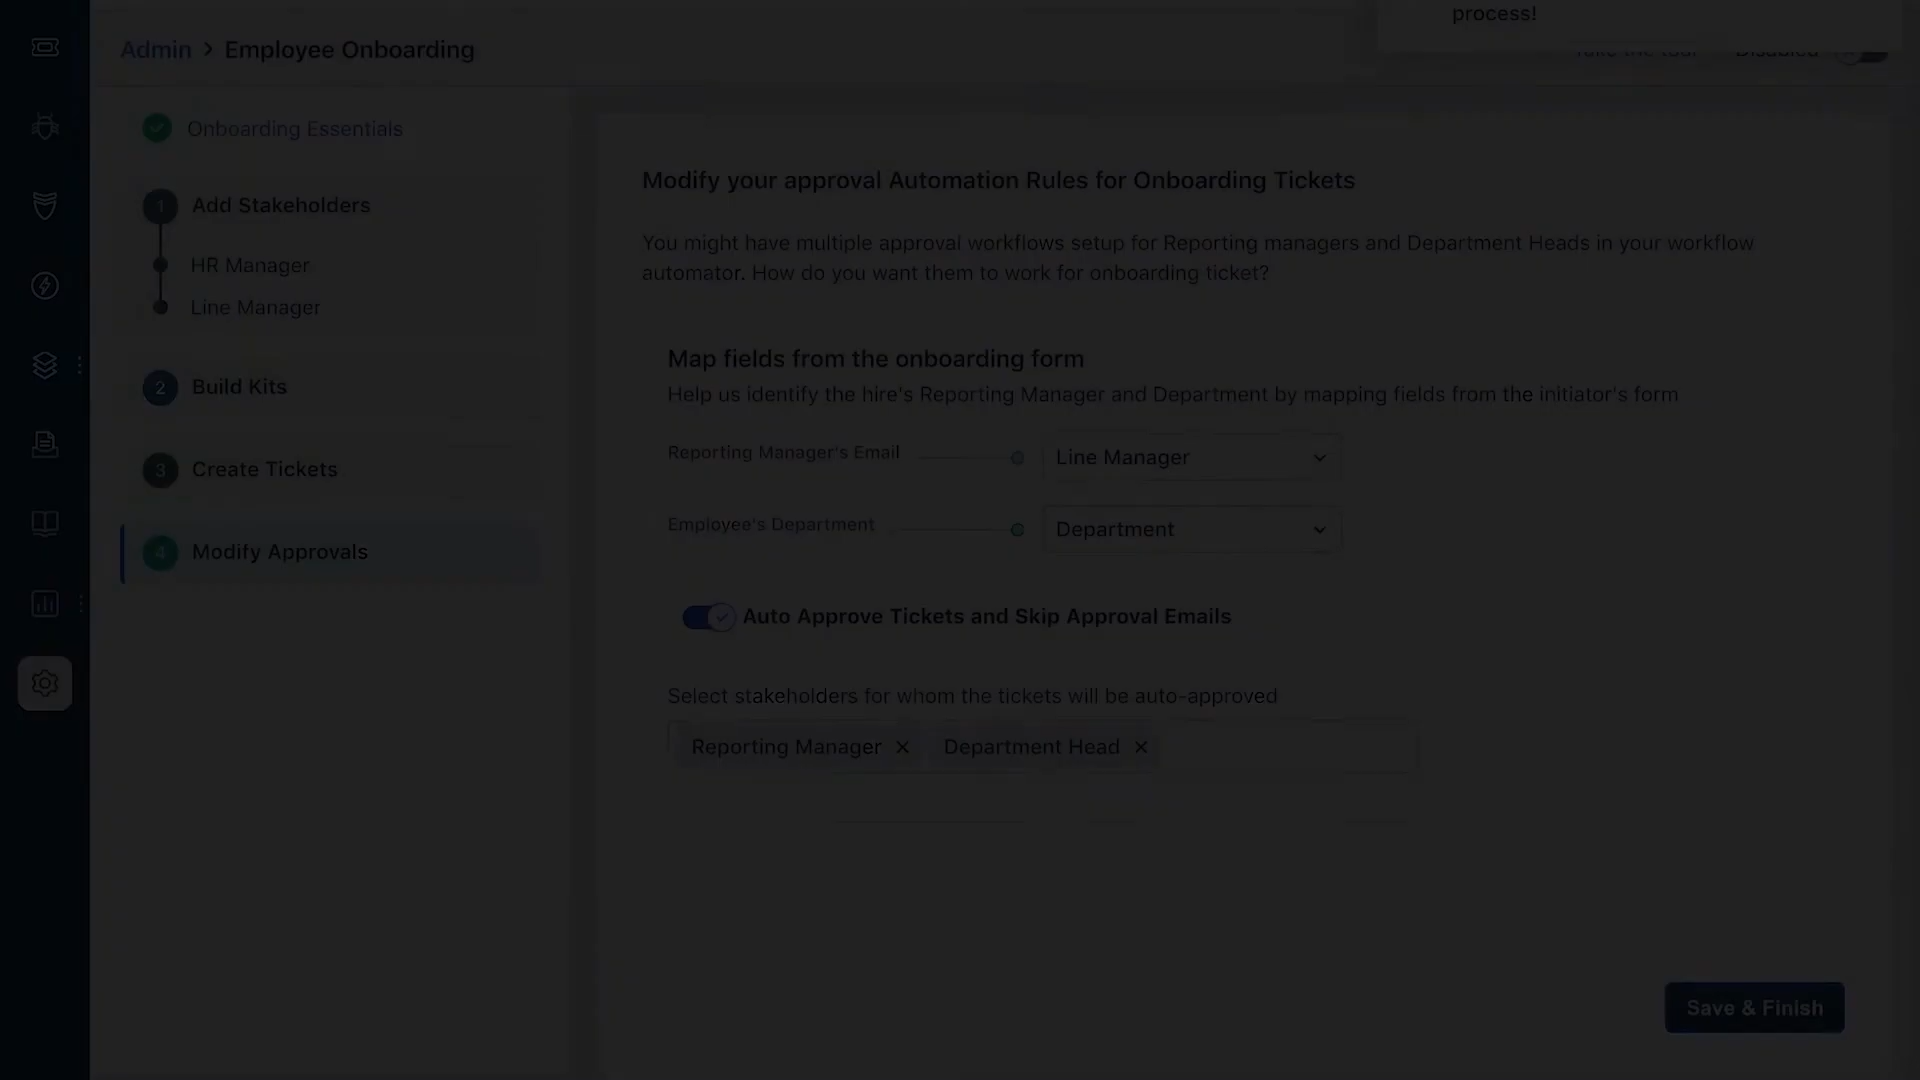 process!
Admin > Employee Onboarding
Take the tour Disabled
Onboarding Essentials
1 Add Stakeholders
HR Manager
Line Manager
2 Build Kits
3 Create Tickets
4 Modify Approvals
Modify your approval Automation Rules for Onboarding Tickets
You might have multiple approval workflows setup for Reporting managers and Department Heads in your workflow
automator. How do you want them to work for onboarding ticket?
Map fields from the onboarding form
Help us identify the hire's Reporting Manager and Department by mapping fields from the initiator's form
Reporting Manager's Email Line Manager
Employee's Department Department
Auto Approve Tickets and Skip Approval Emails
Select stakeholders for whom the tickets will be auto-approved
Reporting Manager Department Head
Save & Finish